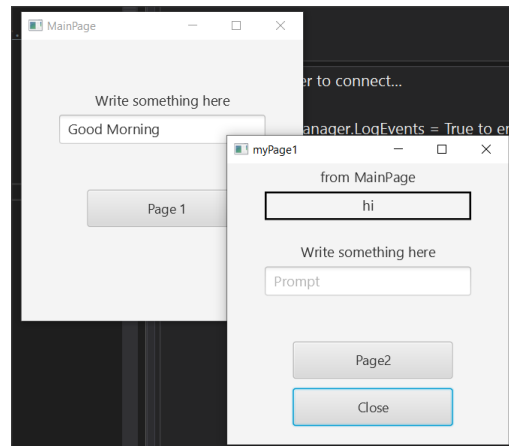 MainPage
er to connect...
Write something here
Good Morning
anager.LogEvents = True to er
Page 1
myPage1
from MainPage
hi
Write something here
Prompt
Page2
Close